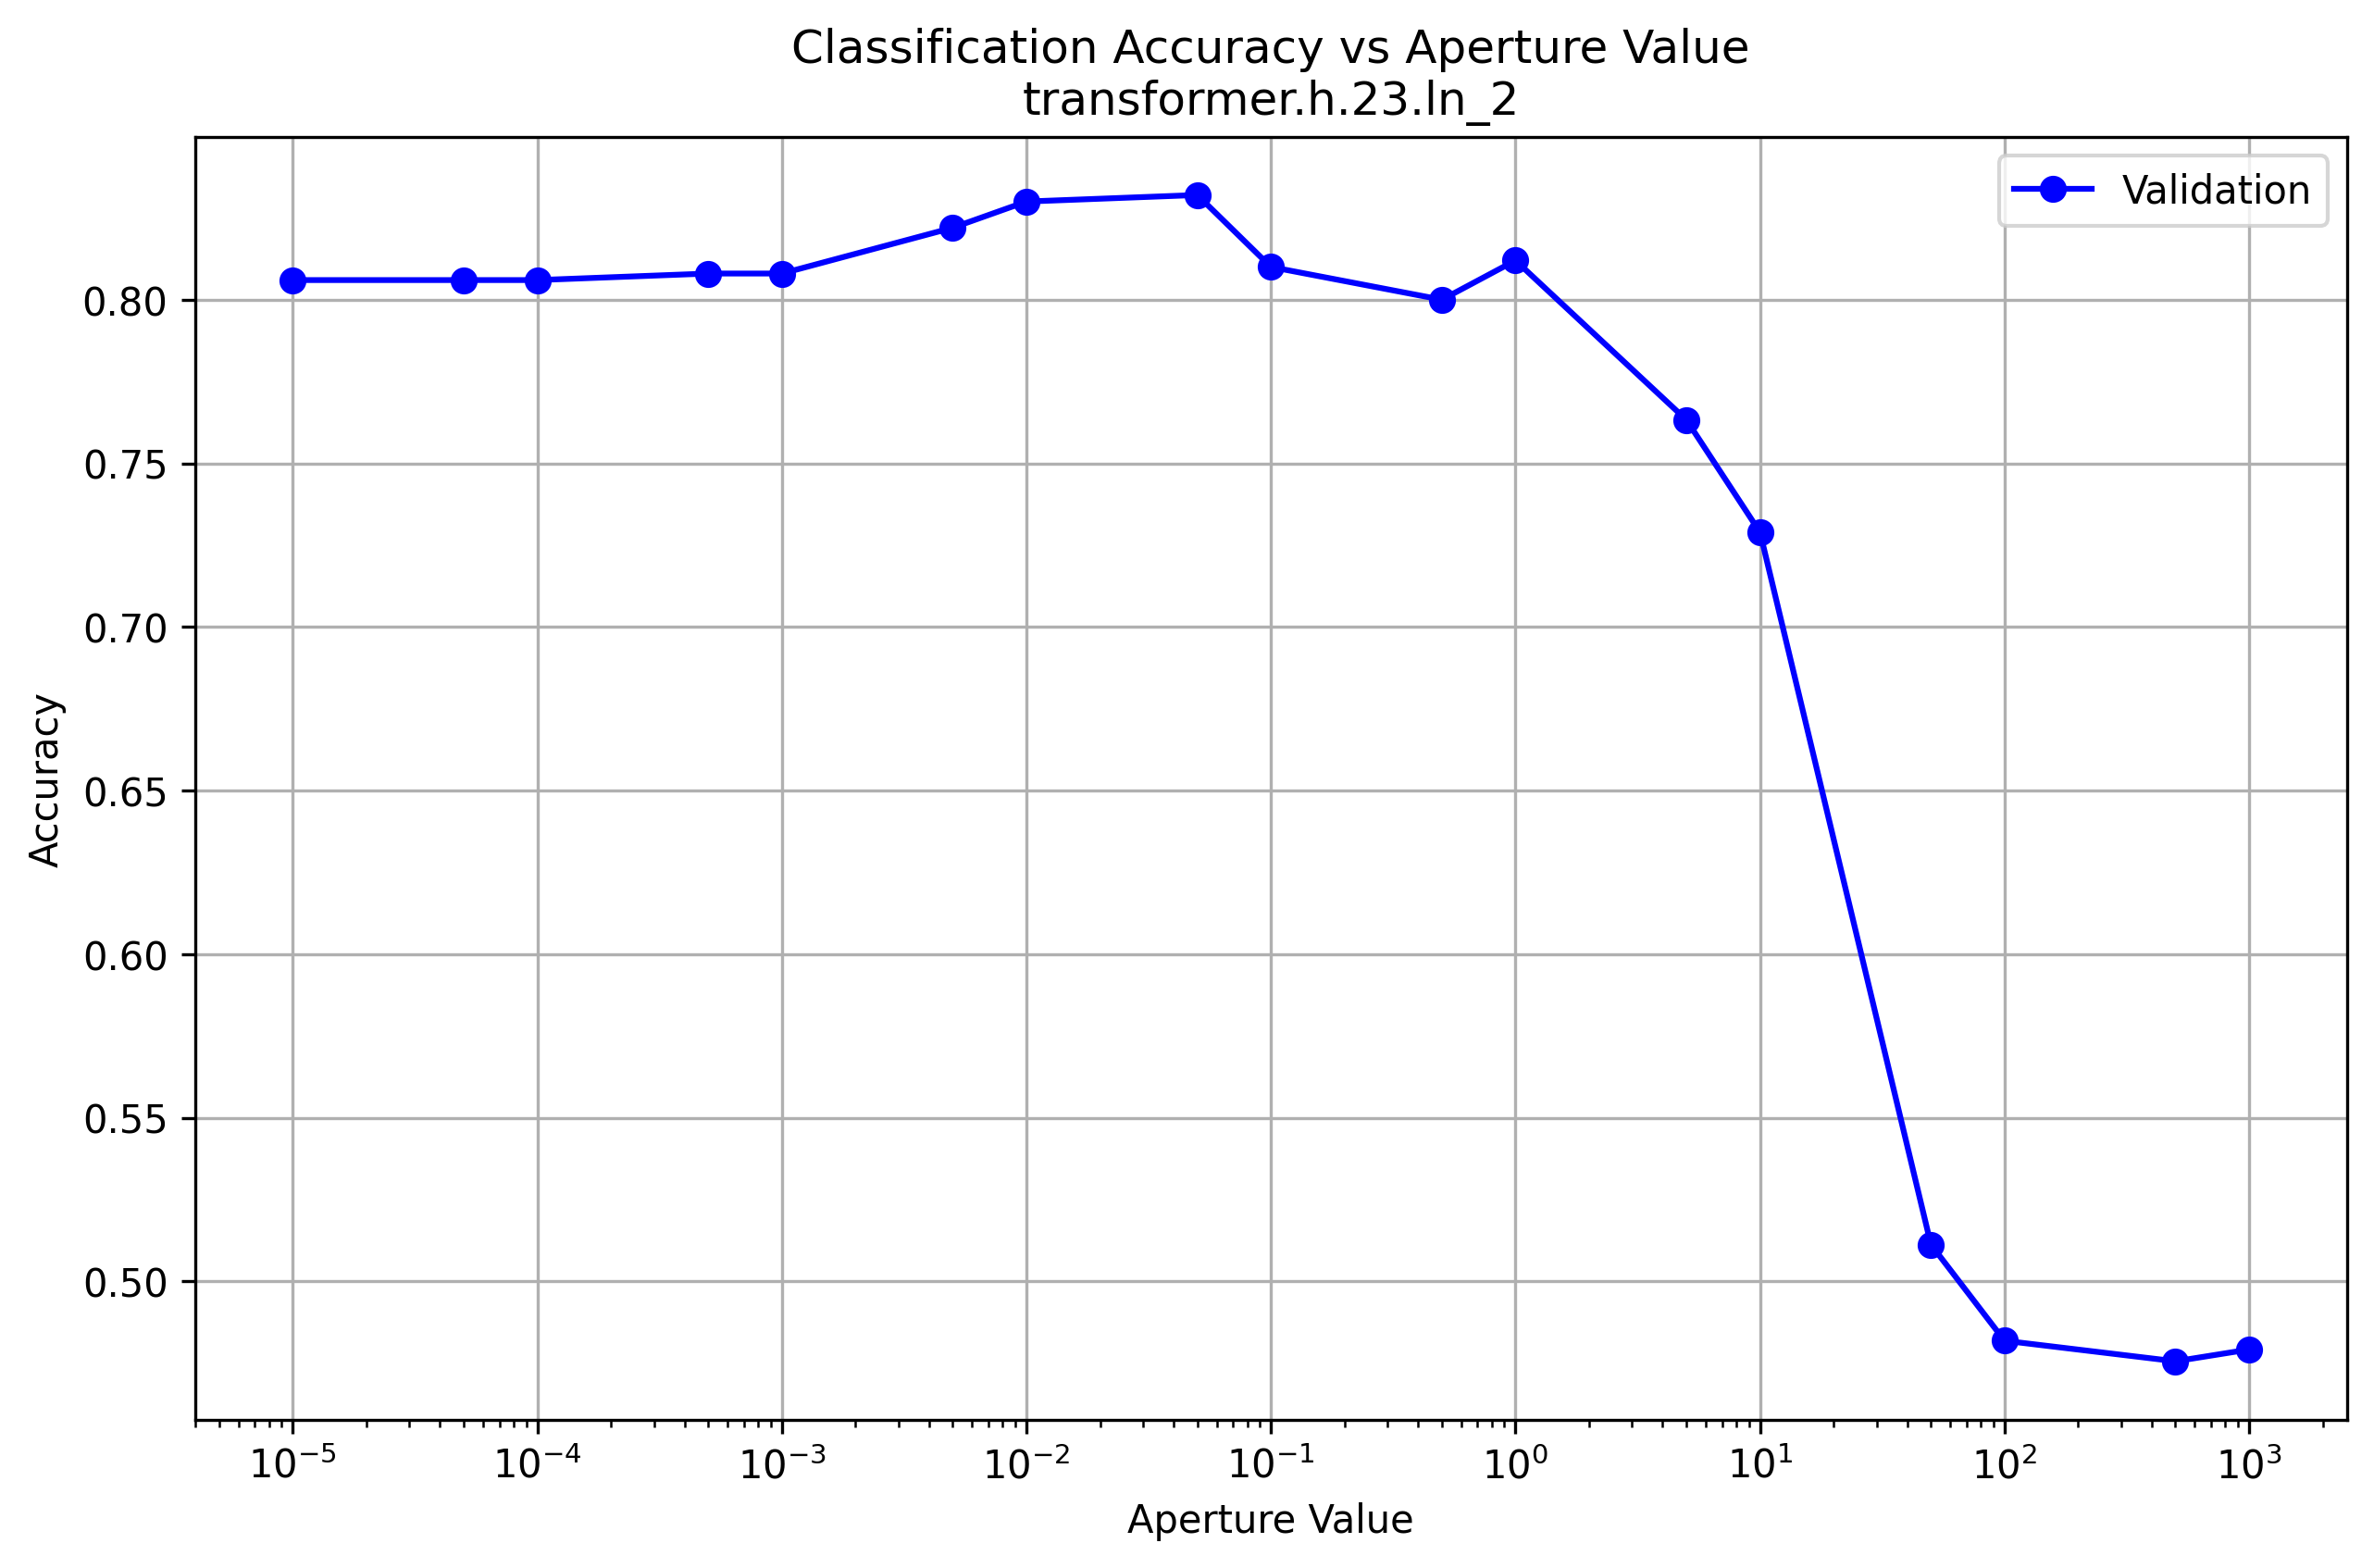 Classification Accuracy vs Aperture Value
transformer.h.23.ln_2
Validation
Accuracy
0.80
0.75
0.70
0.65
0.60
0.55
0.50
10⁻⁵ 10⁻⁴ 10⁻³ 10⁻² 10⁻¹ 10⁰ 10¹ 10² 10³
Aperture Value